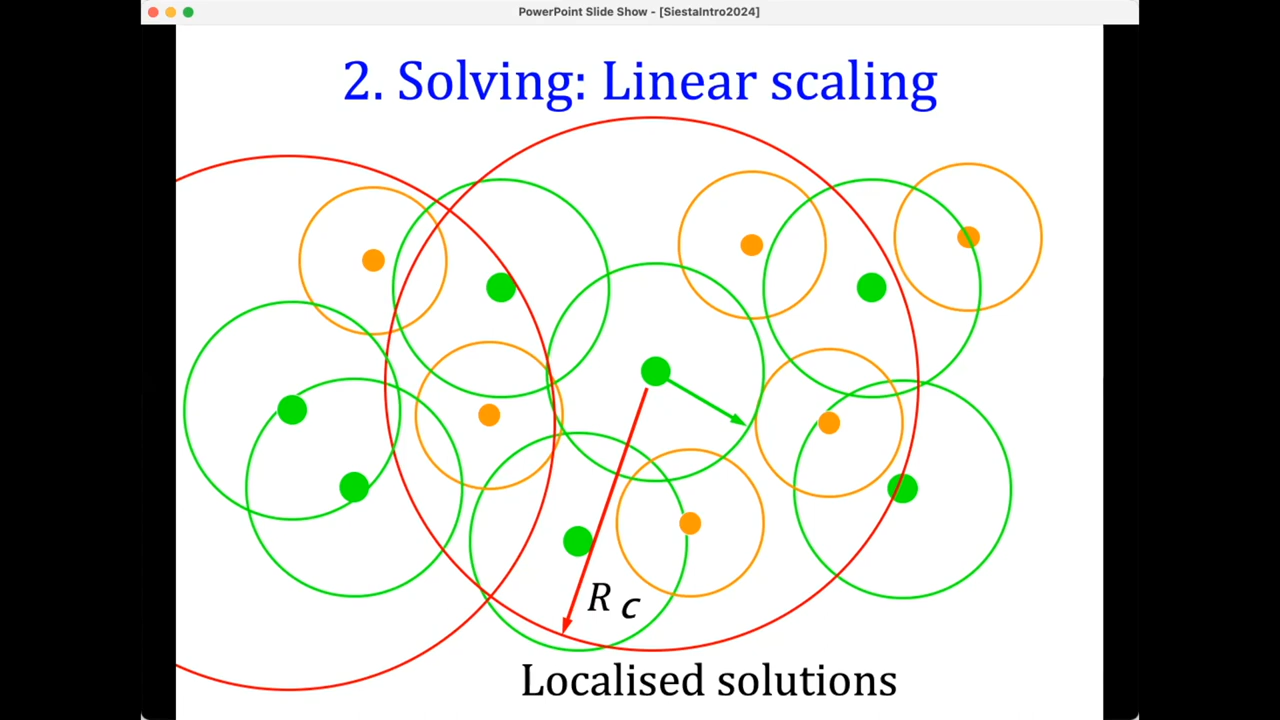 PowerPoint Slide Show - [SiestaIntro2024]
2. Solving: Linear scaling
R c
Localised solutions